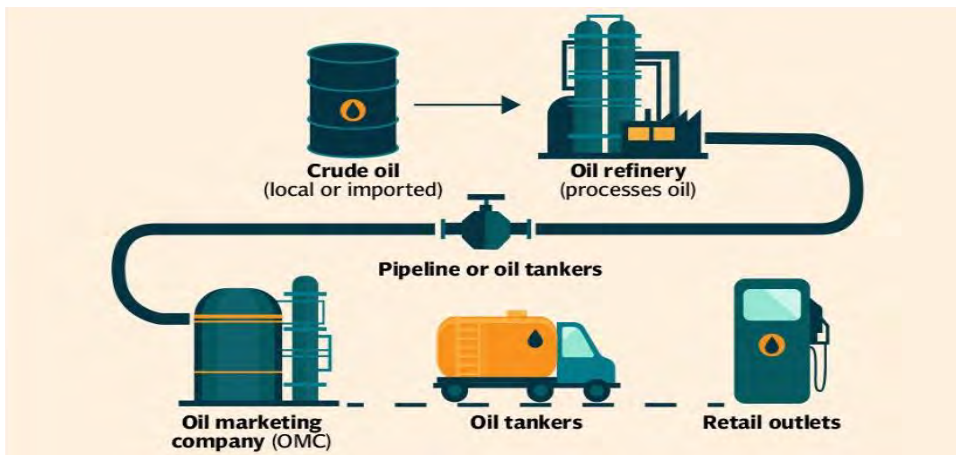 Crude oil
(local or imported)
Oil refinery
(processes oil)
Pipeline or oil tankers
Oil marketing
company (OMC)
Oil tankers
Retail outlets